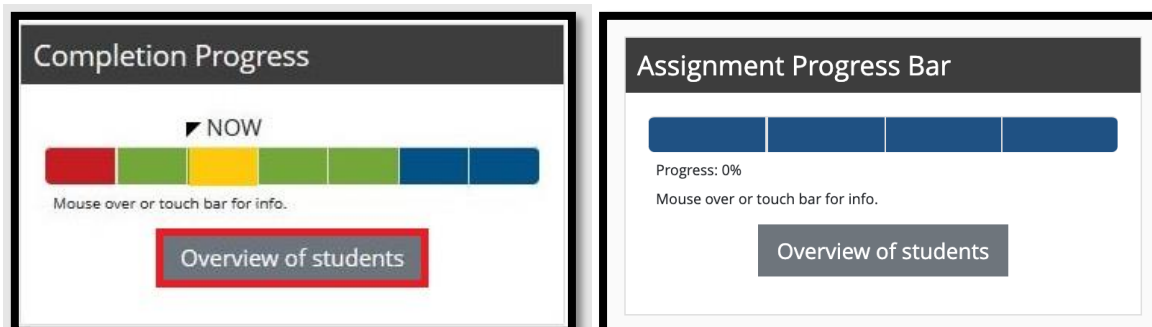 Completion Progress
NOW
Mouse over or touch bar for info.
Overview of students
Assignment Progress Bar
Progress: 0%
Mouse over or touch bar for info.
Overview of students